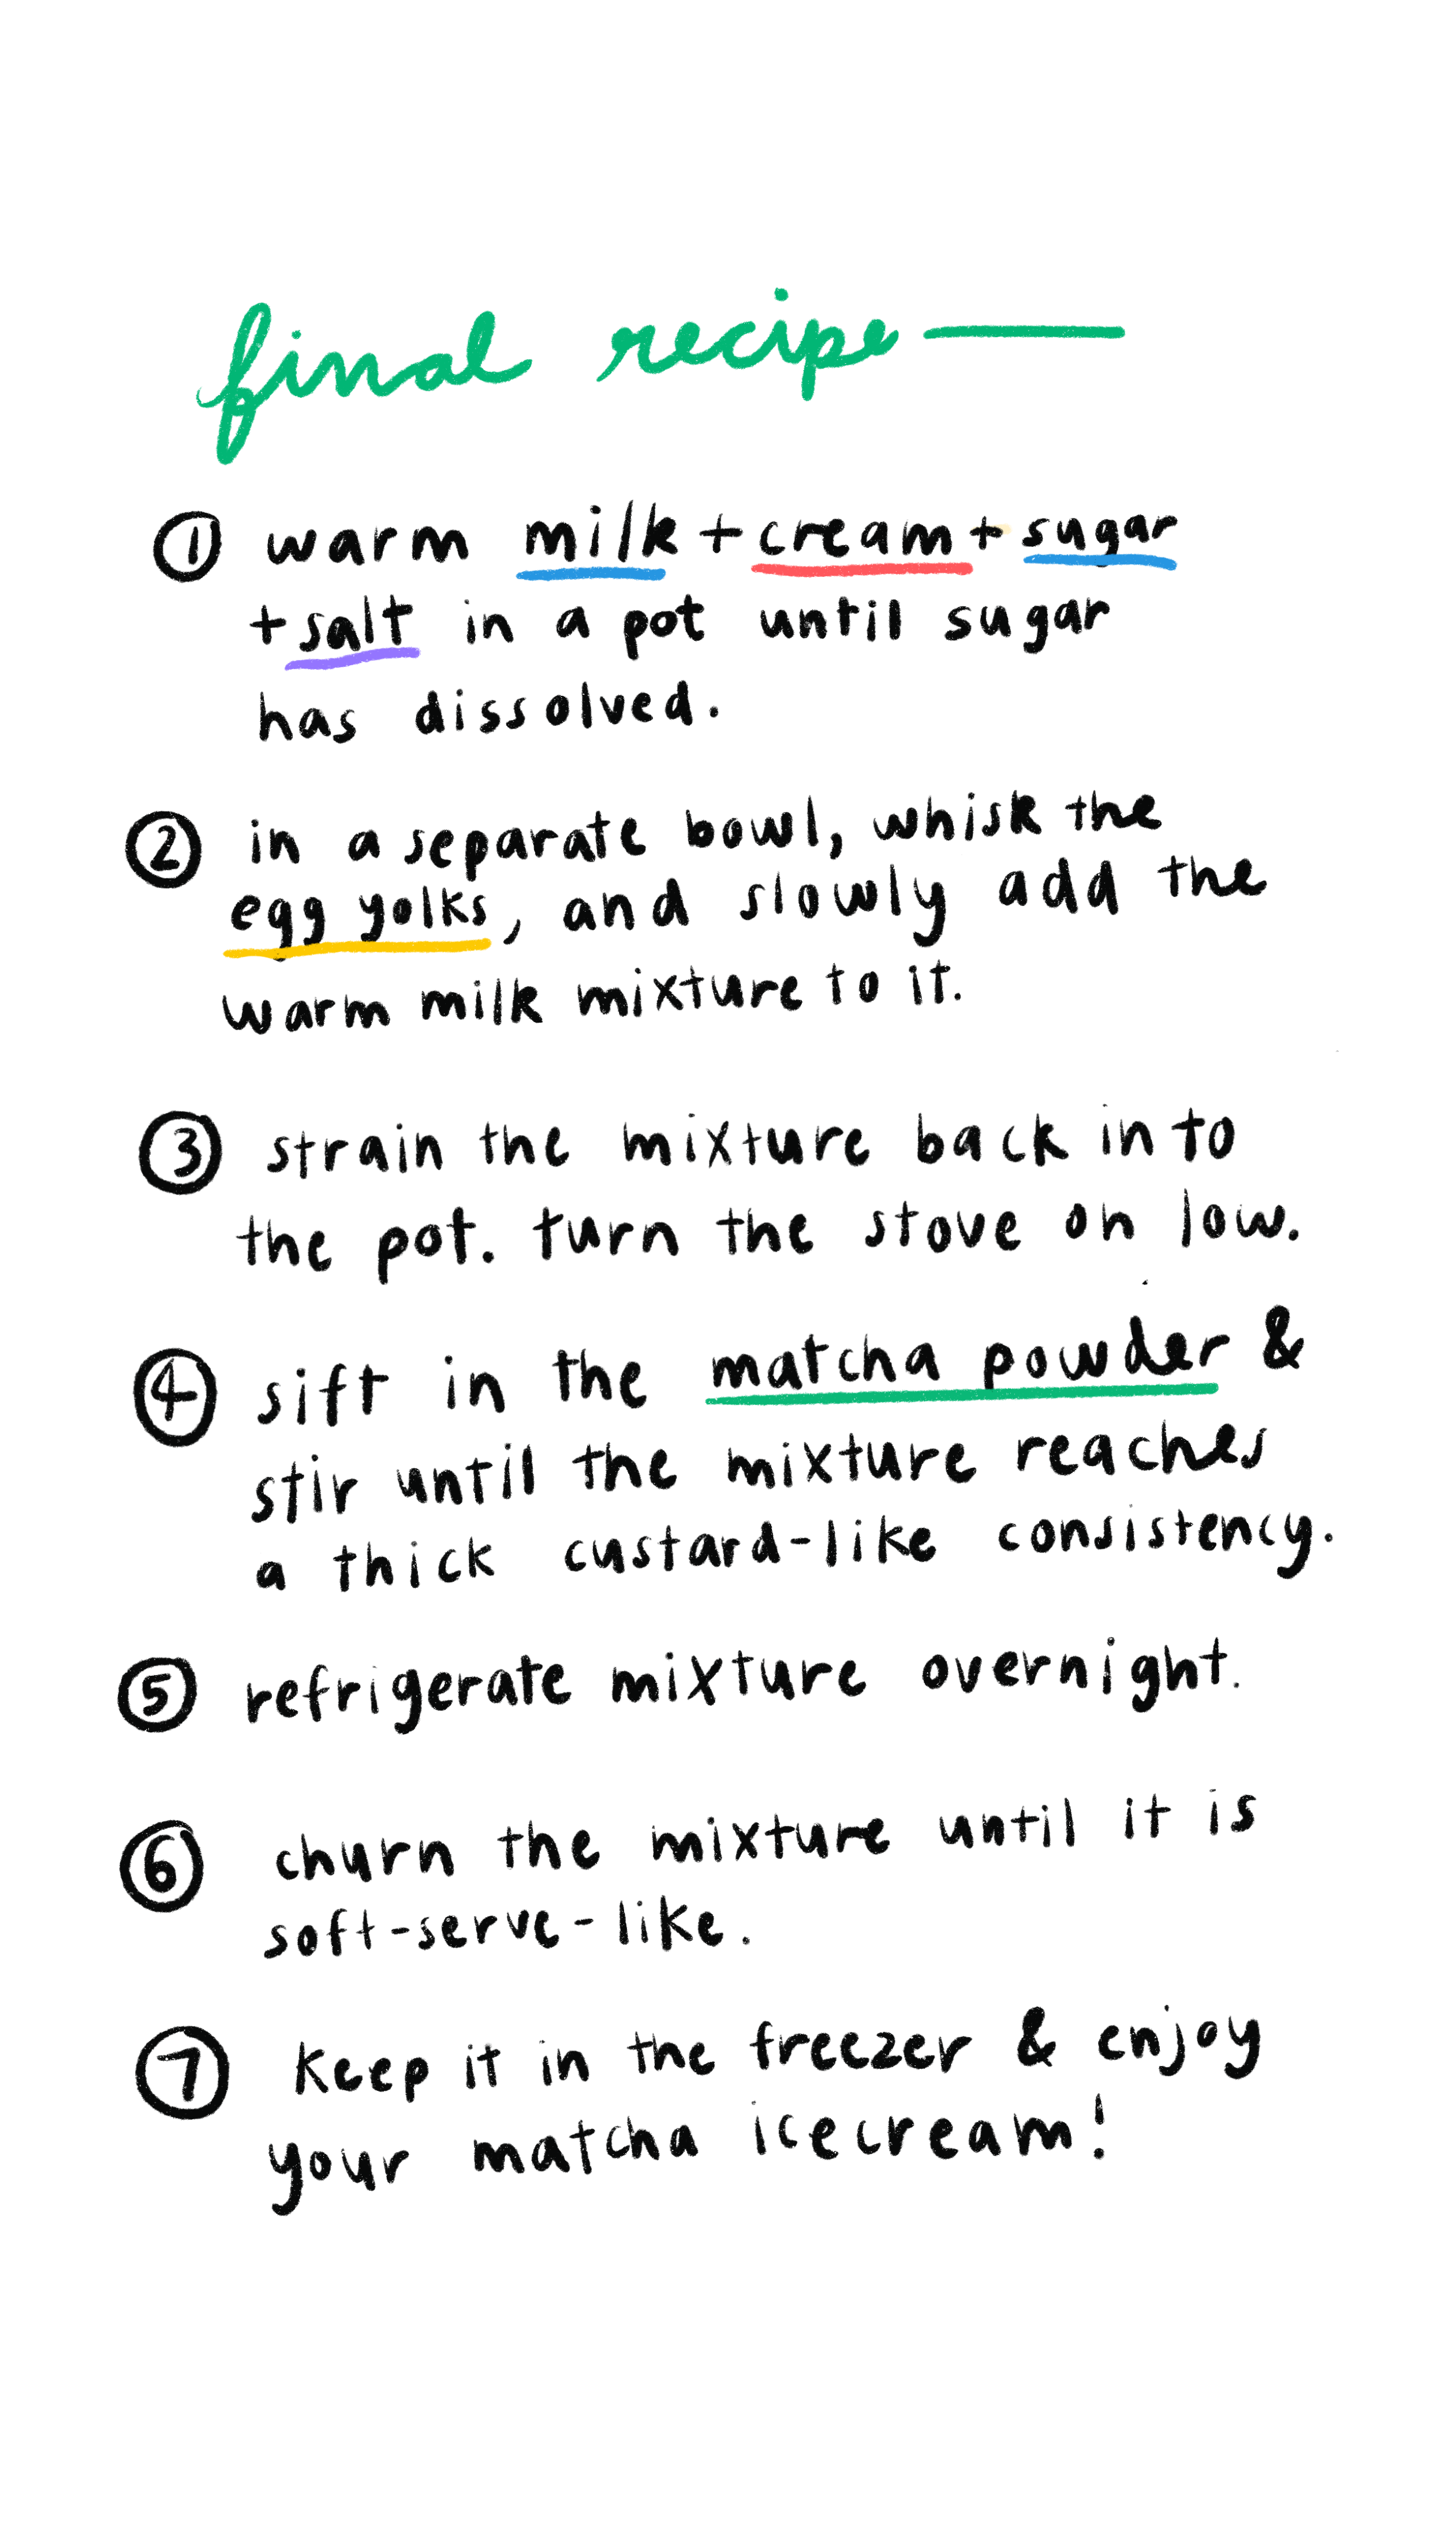 final recipe —
① warm milk + cream + sugar
+ salt in a pot until sugar
has dissolved.
② in a separate bowl, whisk the
egg yolks, and slowly add the
warm milk mixture to it.
③ strain the mixture back into
the pot. turn the stove on low.
④ sift in the matcha powder &
stir until the mixture reaches
a thick custard-like consistency.
⑤ refrigerate mixture overnight.
⑥ churn the mixture until it is
soft-serve-like.
⑦ keep it in the freezer & enjoy
your matcha icecream!